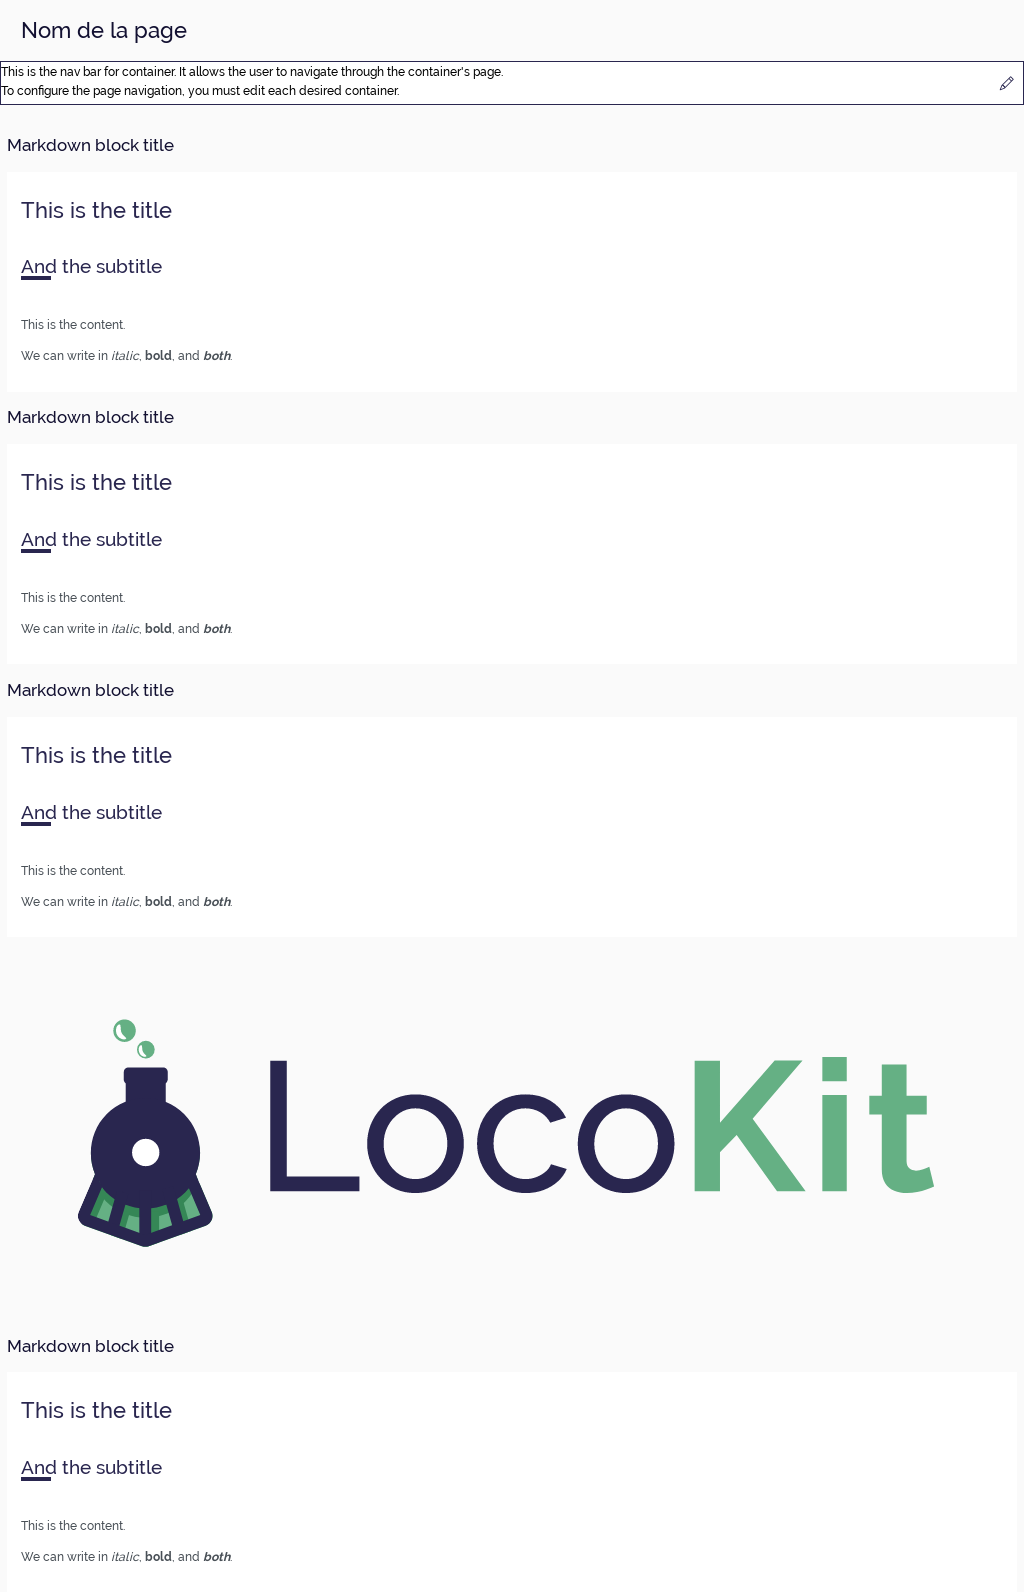 Nom de la page
This is the nav bar for container. It allows the user to navigate through the container's page.
To configure the page navigation, you must edit each desired container.
Markdown block title
This is the title
And the subtitle
This is the content.
We can write in italic, bold, and both.
Markdown block title
This is the title
And the subtitle
This is the content.
We can write in italic, bold, and both.
Markdown block title
This is the title
And the subtitle
This is the content.
We can write in italic, bold, and both.
LocoKit
Markdown block title
This is the title
And the subtitle
This is the content.
We can write in italic, bold, and both.